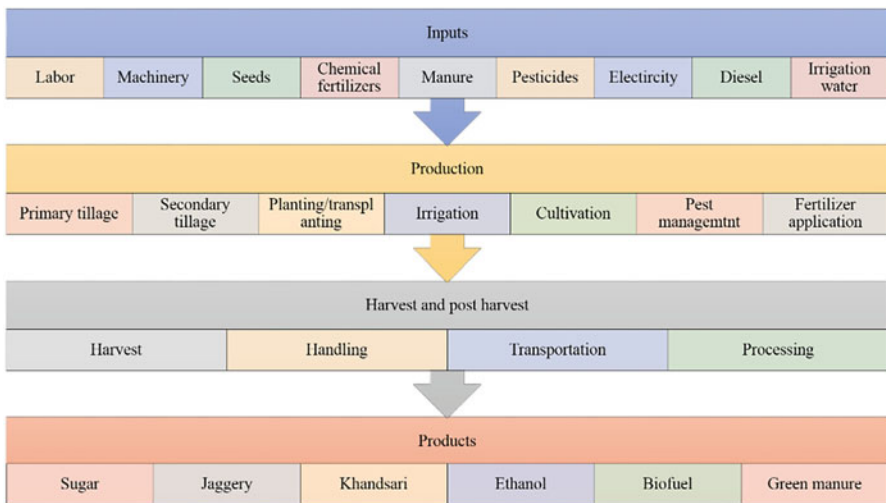 Inputs
Labor
Machinery
Seeds
Chemical
fertilizers
Manure
Pesticides
Electircity
Diesel
Irrigation
water
Production
Primary tillage
Secondary
tillage
Planting/transpl
anting
Irrigation
Cultivation
Pest
managemtnt
Fertilizer
application
Harvest and post harvest
Harvest
Handling
Transportation
Processing
Products
Sugar
Jaggery
Khandsari
Ethanol
Biofuel
Green manure